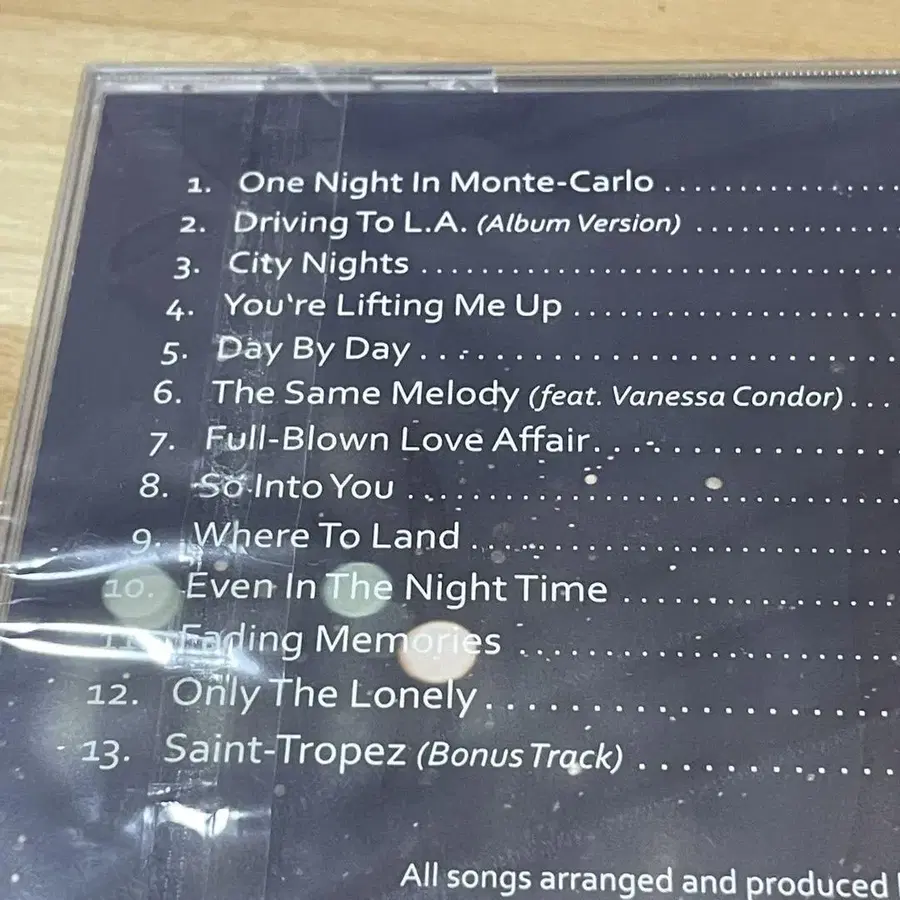 1. One Night In Monte-Carlo ................
2. Driving To L.A. (Album Version) ..............
3. City Nights ................................
4. You're Lifting Me Up ......................
5. Day By Day ................................
6. The Same Melody (feat. Vanessa Condor) ...
7. Full-Blown Love Affair.....................
8. So Into You ...............................
9. Where To Land ...........................
10. Even In The Night Time .................
11. Fading Memories .......................
12. Only The Lonely........................
13. Saint-Tropez (Bonus Track) ..............
All songs arranged and produced